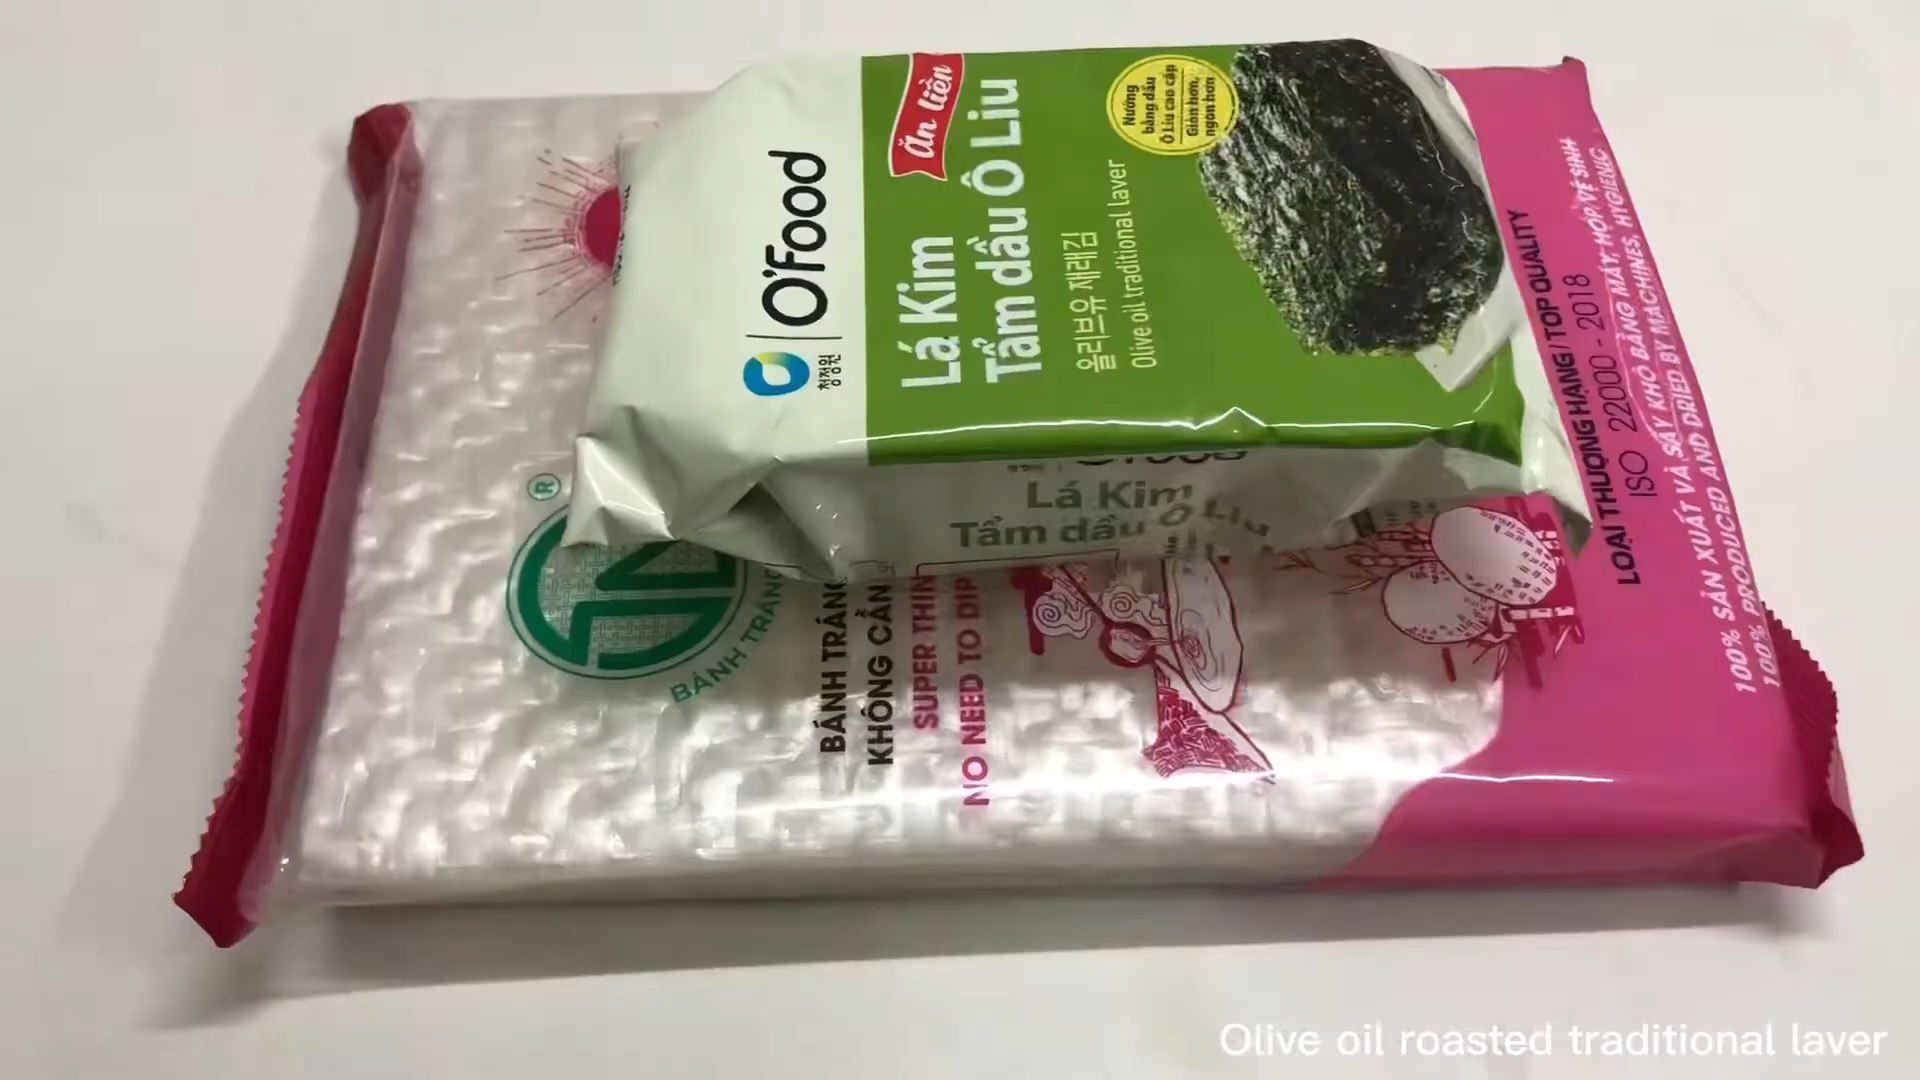 O'Food
청정원
Ăn liền
Lá Kim
Tẩm dầu Ô Liu
올리브유 재래김
Olive oil traditional laver
Nướng
bằng dầu
Ô Liu cao cấp
Giòn hơn,
ngon hơn
Lá Kim
Tẩm dầu Ô Liu
®
BÁNH TRÁNG
BÁNH TRÁNG
KHÔNG CẦN
SUPER THIN
NO NEED TO DIP
LOẠI THƯỢNG HẠNG / TOP QUALITY
ISO 22000 - 2018
100% SẢN XUẤT VÀ SẤY KHÔ BẰNG MÁY, HỢP VỆ SINH
100% PRODUCED AND DRIED BY MACHINES, HYGIENIC
Olive oil roasted traditional laver